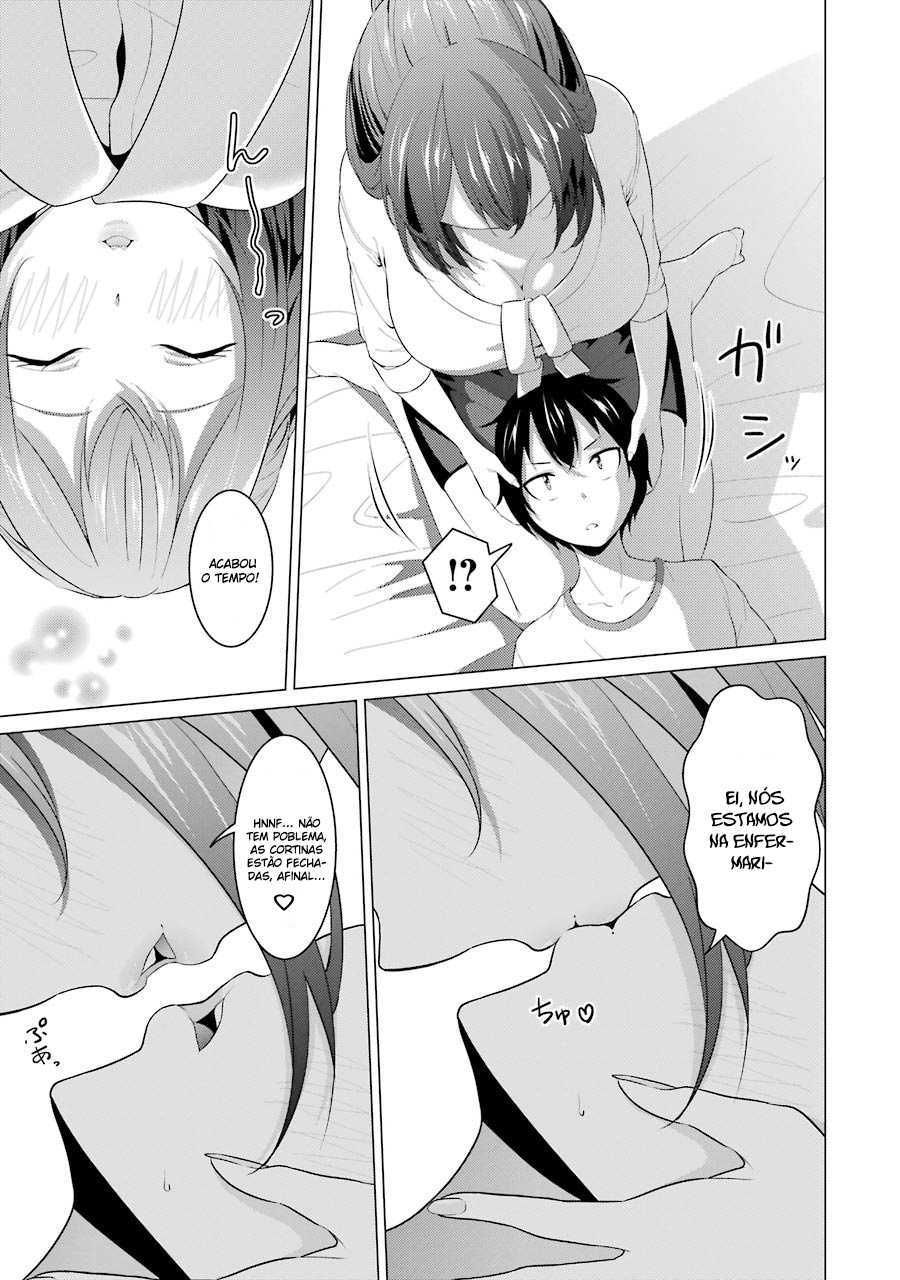 ガシッ
!?
ACABOU
O TEMPO!
ん～っ
EI, NÓS
ESTAMOS
NA ENFER-
MARI-
ちゅ♡
HNNF... NÃO
TEM POBLEMA,
AS CORTINAS
ESTÃO FECHA-
DAS, AFINAL...
♡
ぷあっ